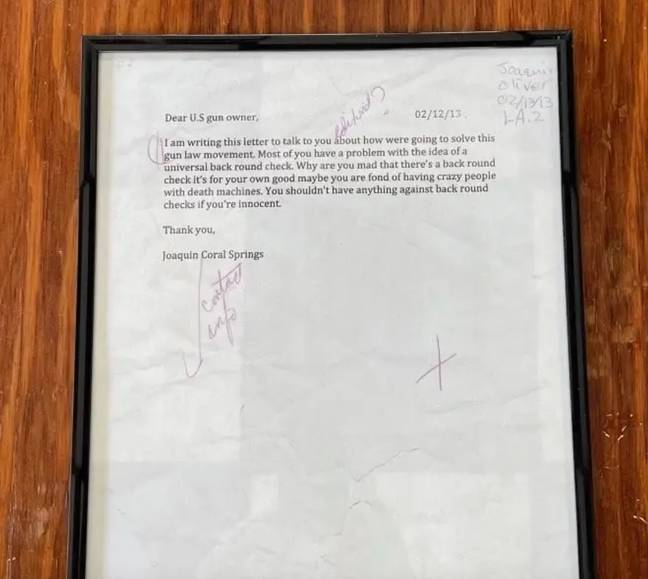 Joaquin
Oliver
02/13/13
LA.2
Dear U.S gun owner,
02/12/13.
I am writing this letter to talk to you about how were going to solve this
gun law movement. Most of you have a problem with the idea of a
universal back round check. Why are you mad that there's a back round
check it's for your own good maybe you are fond of having crazy people
with death machines. You shouldn't have anything against back round
checks if you're innocent.
Thank you,
Joaquin Coral Springs
contact
info